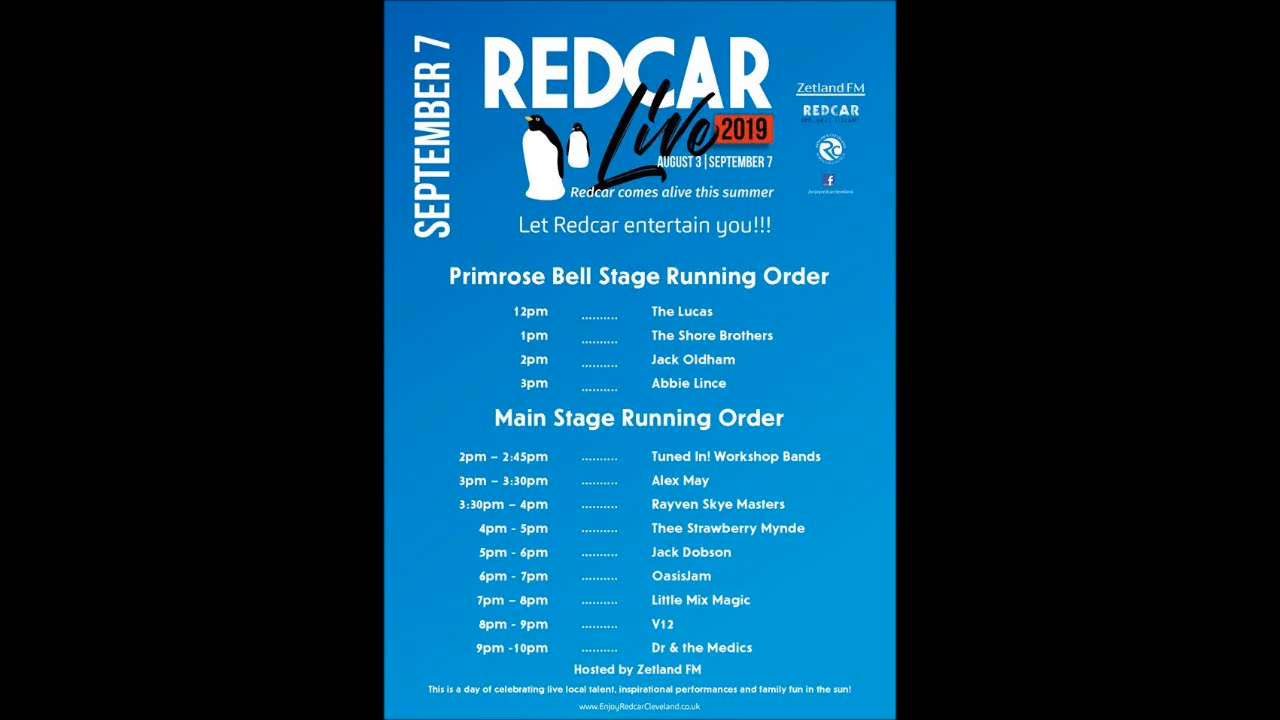 SEPTEMBER 7
REDCAR
Live 2019
AUGUST 3 | SEPTEMBER 7
Redcar comes alive this summer
Let Redcar entertain you!!!
Zetland FM
REDCAR
RC
Primrose Bell Stage Running Order
12pm .......... The Lucas
1pm .......... The Shore Brothers
2pm .......... Jack Oldham
3pm .......... Abbie Lince
Main Stage Running Order
2pm – 2:45pm .......... Tuned In! Workshop Bands
3pm – 3:30pm .......... Alex May
3:30pm – 4pm .......... Rayven Skye Masters
4pm - 5pm .......... Thee Strawberry Mynde
5pm - 6pm .......... Jack Dobson
6pm - 7pm .......... OasisJam
7pm – 8pm .......... Little Mix Magic
8pm - 9pm .......... V12
9pm -10pm .......... Dr & the Medics
Hosted by Zetland FM
This is a day of celebrating live local talent, inspirational performances and family fun in the sun!
www.EnjoyRedcarCleveland.co.uk